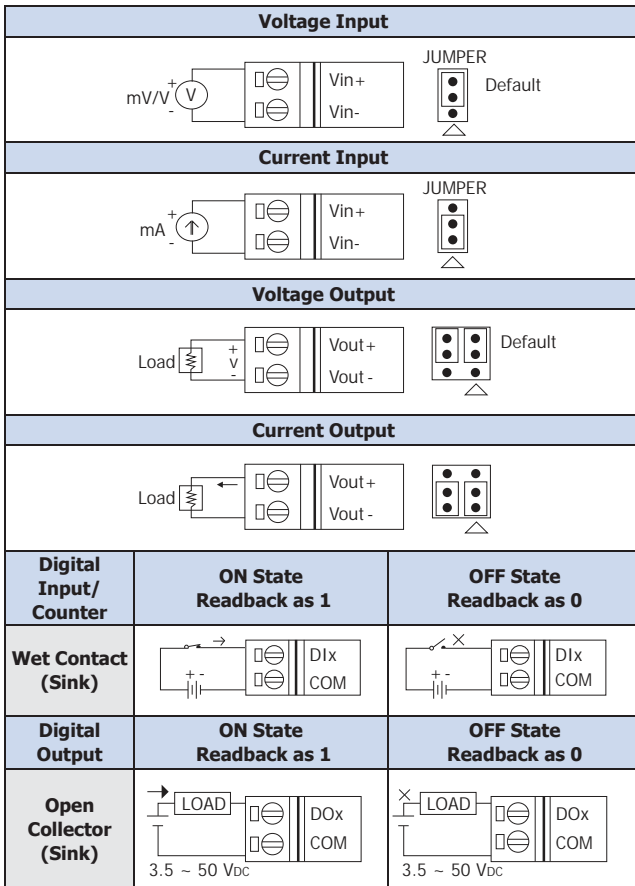 Voltage Input
JUMPER
mV/V
+
-
V
Vin+
Vin-
Default
Current Input
JUMPER
mA
+
-
Vin+
Vin-
Voltage Output
Load
+
V
-
Vout+
Vout -
Default
Current Output
Load
Vout+
Vout -
Digital
Input/
Counter
ON State
Readback as 1
OFF State
Readback as 0
Wet Contact
(Sink)
+ -
DIx
COM
+ -
DIx
COM
Digital
Output
ON State
Readback as 1
OFF State
Readback as 0
Open
Collector
(Sink)
LOAD
DOx
COM
3.5 ~ 50 VDC
LOAD
DOx
COM
3.5 ~ 50 VDC